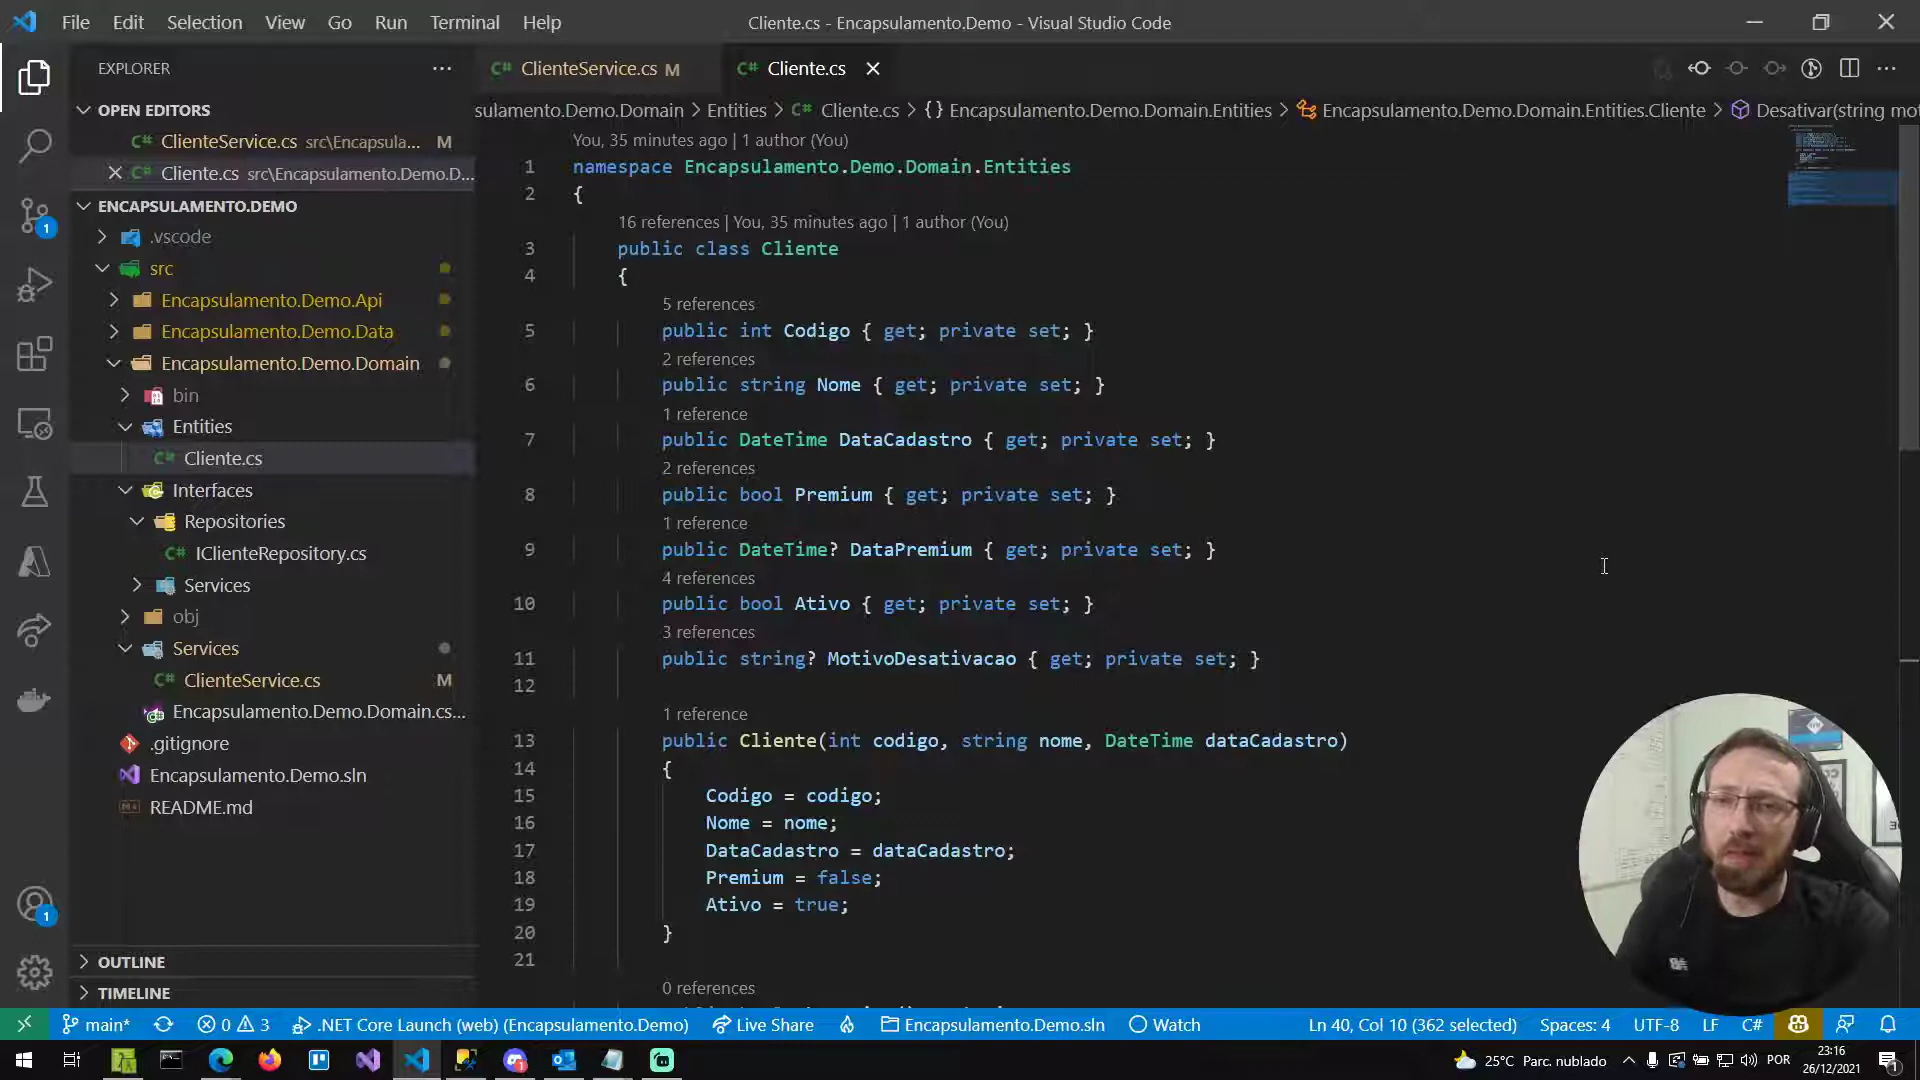 File Edit Selection View Go Run Terminal Help
Cliente.cs - Encapsulamento.Demo - Visual Studio Code
EXPLORER
OPEN EDITORS
ClienteService.cs src\Encapsula... M
Cliente.cs src\Encapsulamento.Demo.D...
ENCAPSULAMENTO.DEMO
.vscode
src
Encapsulamento.Demo.Api
Encapsulamento.Demo.Data
Encapsulamento.Demo.Domain
bin
Entities
Cliente.cs
Interfaces
Repositories
IClienteRepository.cs
Services
obj
Services
ClienteService.cs M
Encapsulamento.Demo.Domain.cs...
.gitignore
Encapsulamento.Demo.sln
README.md
OUTLINE
TIMELINE
ClienteService.cs M
Cliente.cs
sulamento.Demo.Domain > Entities > Cliente.cs > {} Encapsulamento.Demo.Domain.Entities > Encapsulamento.Demo.Domain.Entities.Cliente > Desativar(string mot
You, 35 minutes ago | 1 author (You)
1 namespace Encapsulamento.Demo.Domain.Entities
2 {
16 references | You, 35 minutes ago | 1 author (You)
3 public class Cliente
4 {
5 references
5 public int Codigo { get; private set; }
2 references
6 public string Nome { get; private set; }
1 reference
7 public DateTime DataCadastro { get; private set; }
2 references
8 public bool Premium { get; private set; }
1 reference
9 public DateTime? DataPremium { get; private set; }
4 references
10 public bool Ativo { get; private set; }
3 references
11 public string? MotivoDesativacao { get; private set; }
12
1 reference
13 public Cliente(int codigo, string nome, DateTime dataCadastro)
14 {
15 Codigo = codigo;
16 Nome = nome;
17 DataCadastro = dataCadastro;
18 Premium = false;
19 Ativo = true;
20 }
21
0 references
main* 0 3 .NET Core Launch (web) (Encapsulamento.Demo) Live Share Encapsulamento.Demo.sln Watch Ln 40, Col 10 (362 selected) Spaces: 4 UTF-8 LF C#
25°C Parc. nublado POR 23:16
26/12/2021